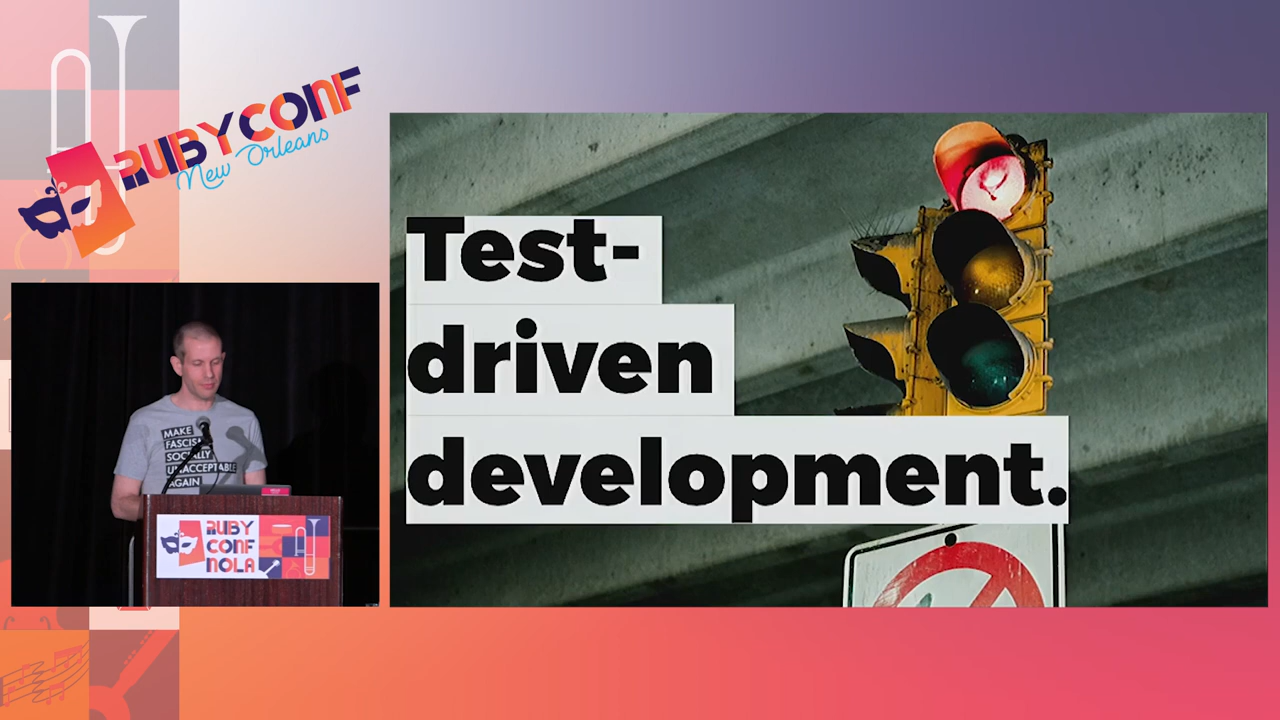 RUBYCONF
New Orleans
Test-
driven
development.
MAKE
FASCISM
SOCIALLY
UNACCEPTABLE
AGAIN
RUBY
CONF
NOLA